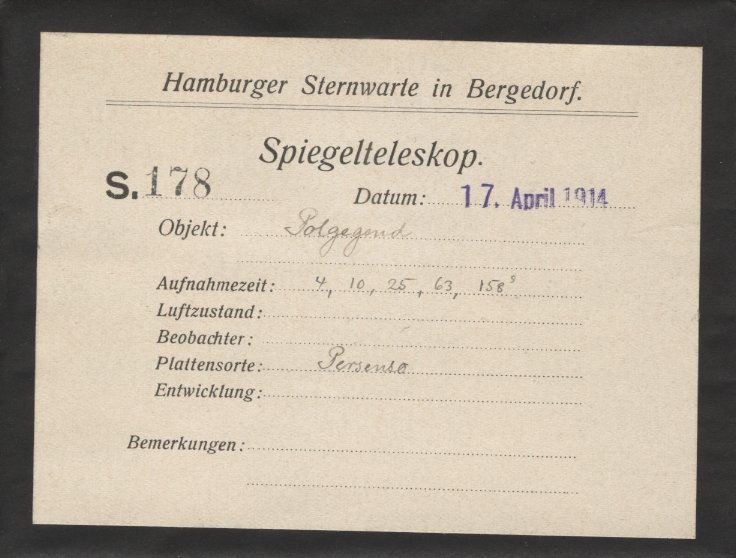 Hamburger Sternwarte in Bergedorf.
Spiegelteleskop.
S. 178
Datum: 17. April 1914
Objekt: Polgegend
Aufnahmezeit: 4, 10, 25, 63, 158ˢ
Luftzustand:
Beobachter:
Plattensorte: Persenso
Entwicklung:
Bemerkungen: